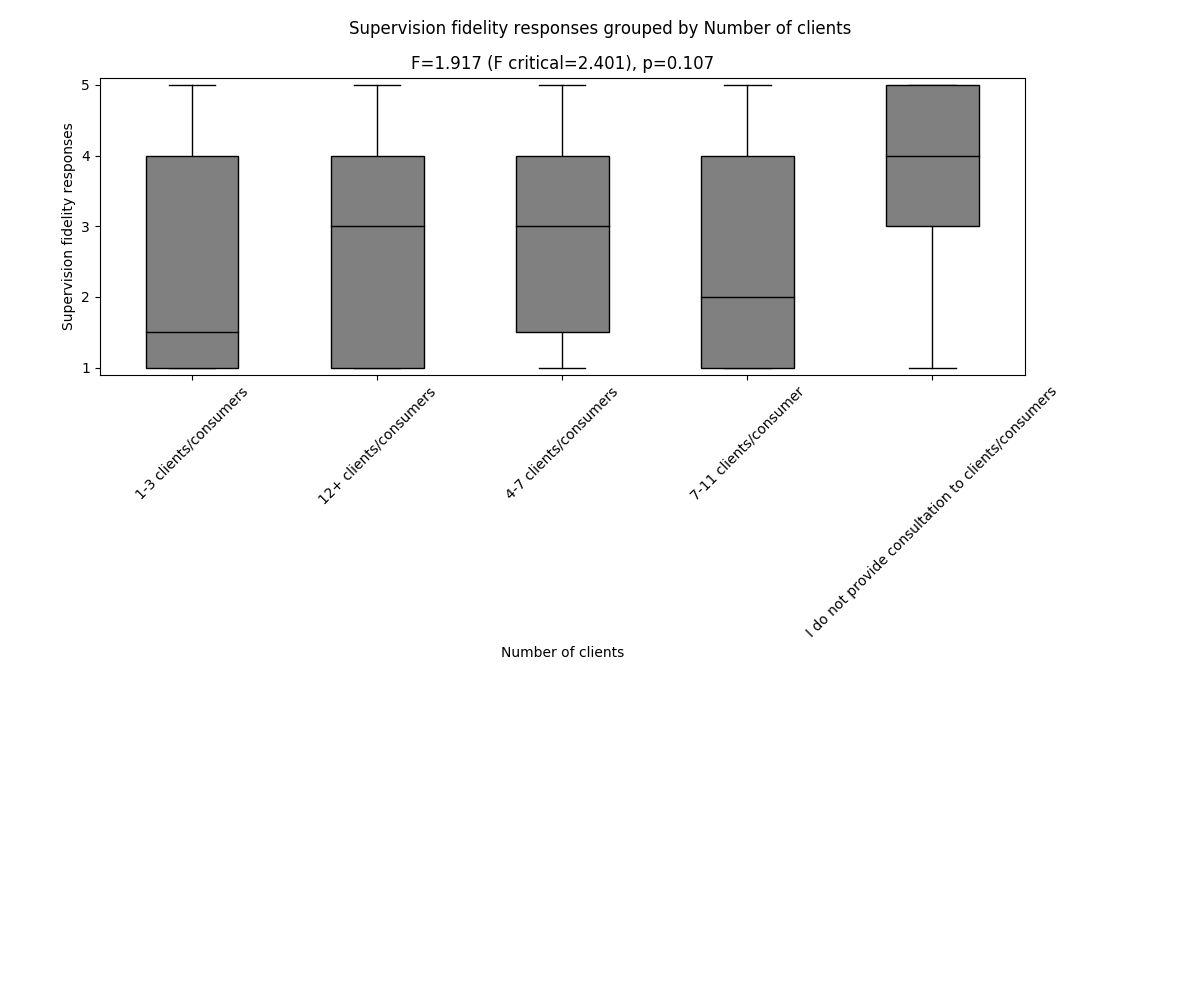 Supervision fidelity responses grouped by Number of clients
F=1.917 (F critical=2.401), p=0.107
Supervision fidelity responses
5
4
3
2
1
1-3 clients/consumers
12+ clients/consumers
4-7 clients/consumers
7-11 clients/consumer
I do not provide consultation to clients/consumers
Number of clients